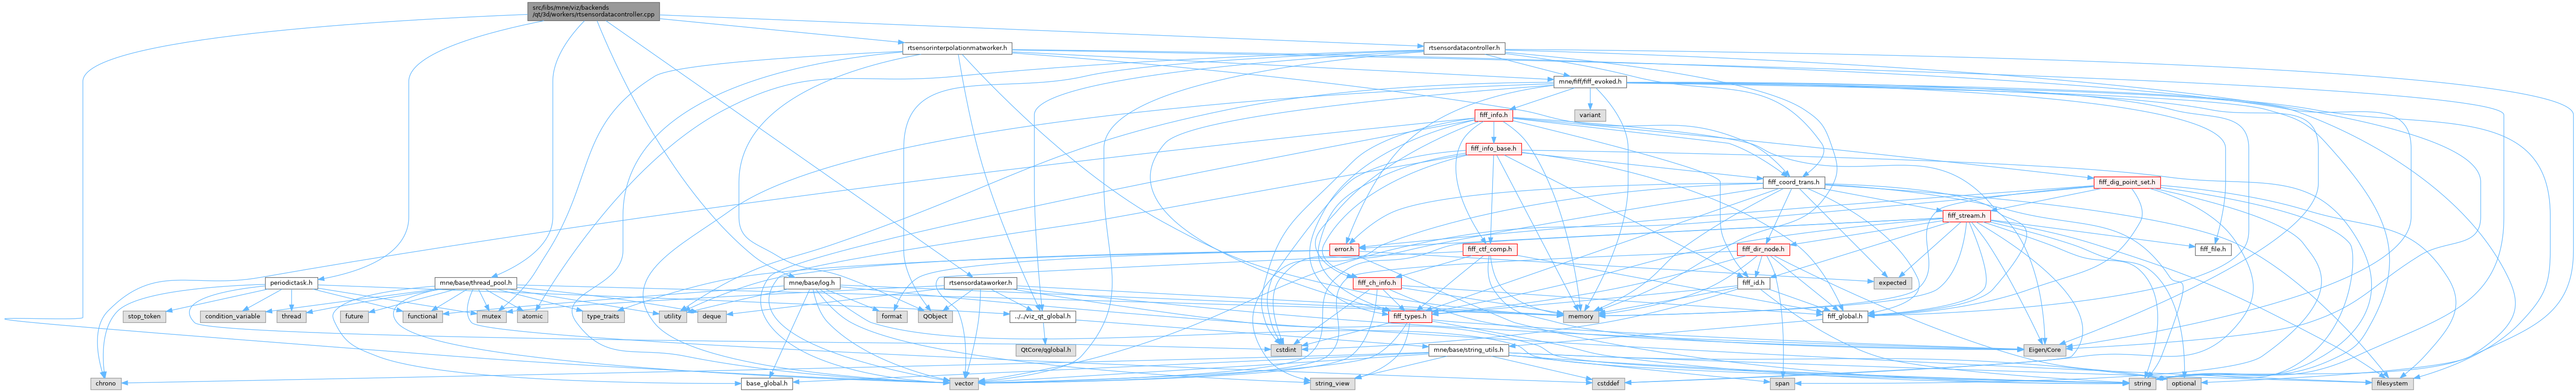 src/libs/mne/viz/backends
/qt/3d/workers/rtsensordatacontroller.cpp
rtsensorinterpolationmatworker.h
rtsensordatacontroller.h
mne/fiff/fiff_evoked.h
variant
fiff_info.h
fiff_info_base.h
fiff_coord_trans.h
fiff_dig_point_set.h
fiff_stream.h
error.h
fiff_ctf_comp.h
fiff_dir_node.h
fiff_file.h
periodictask.h
mne/base/thread_pool.h
mne/base/log.h
rtsensordataworker.h
fiff_ch_info.h
fiff_id.h
expected
stop_token
condition_variable
thread
future
functional
mutex
atomic
type_traits
utility
deque
format
QObject
../../viz_qt_global.h
fiff_types.h
memory
fiff_global.h
QtCore/qglobal.h
cstdint
mne/base/string_utils.h
Eigen/Core
chrono
base_global.h
vector
string_view
cstddef
span
string
optional
filesystem